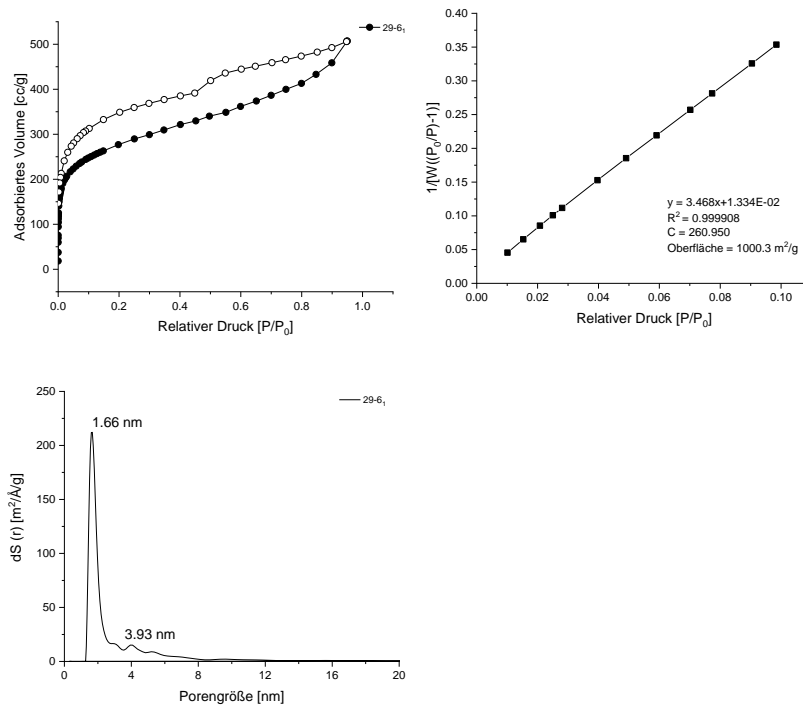 29-6₁
500
400
300
200
100
0
Adsorbiertes Volume [cc/g]
0.0 0.2 0.4 0.6 0.8 1.0
Relativer Druck [P/P₀]
0.40
0.35
0.30
0.25
0.20
0.15
0.10
0.05
0.00
1/[W((P₀/P)-1)]
y = 3.468x+1.334E-02
R² = 0.999908
C = 260.950
Oberfläche = 1000.3 m²/g
0.00 0.02 0.04 0.06 0.08 0.10
Relativer Druck [P/P₀]
250
200
150
100
50
0
dS (r) [m²/Å/g]
29-6₁
1.66 nm
3.93 nm
0 4 8 12 16 20
Porengröße [nm]